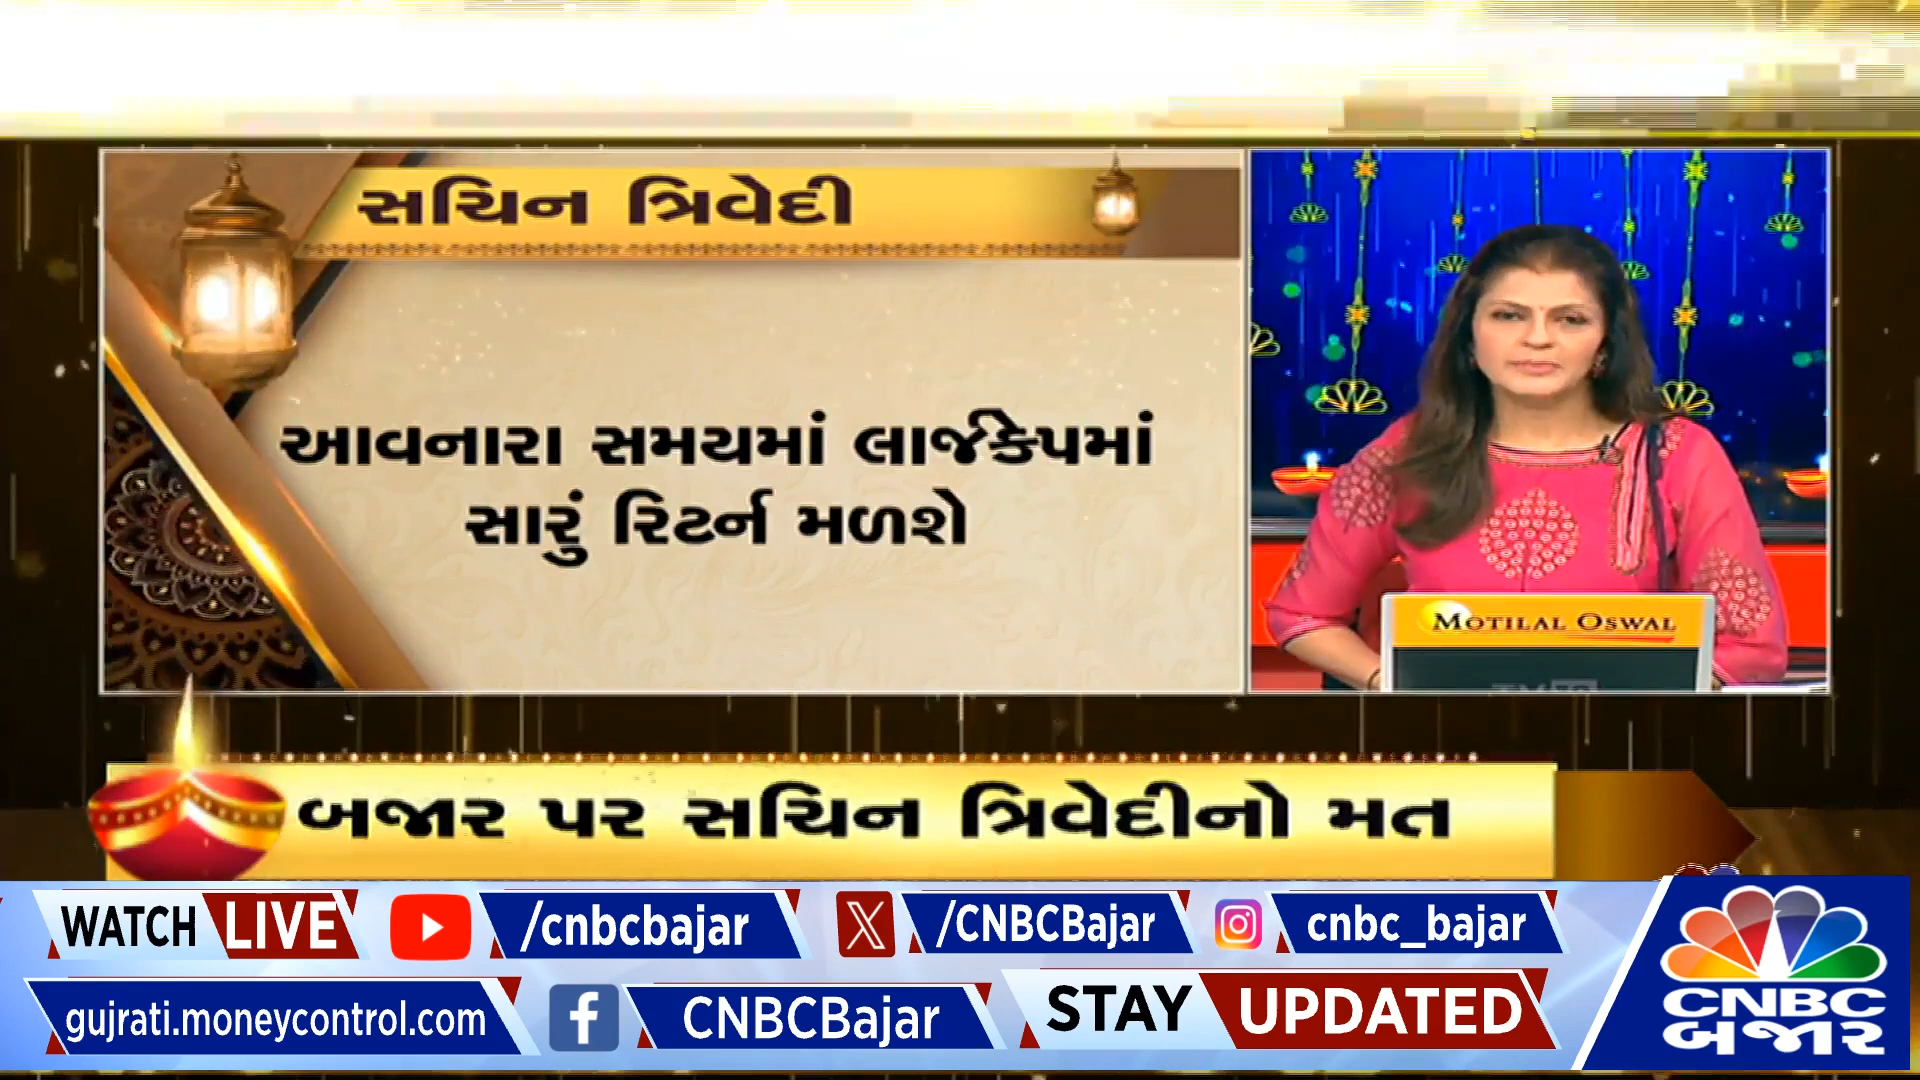 સચિન ત્રિવેદી
આવનારા સમયમાં લાર્જકેપમાં
સારું રિટર્ન મળશે
MOTILAL OSWAL
બજાર પર સચિન ત્રિવેદીનો મત
WATCH LIVE /cnbcbajar /CNBCBajar cnbc_bajar
gujrati.moneycontrol.com CNBCBajar STAY UPDATED
CNBC
બજાર